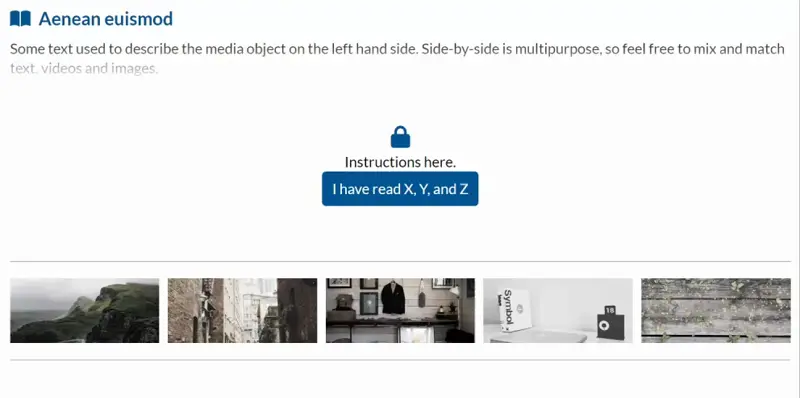 Aenean euismod
Some text used to describe the media object on the left hand side. Side-by-side is multipurpose, so feel free to mix and match
text, videos and images.
Instructions here.
I have read X, Y, and Z
Symbol
18